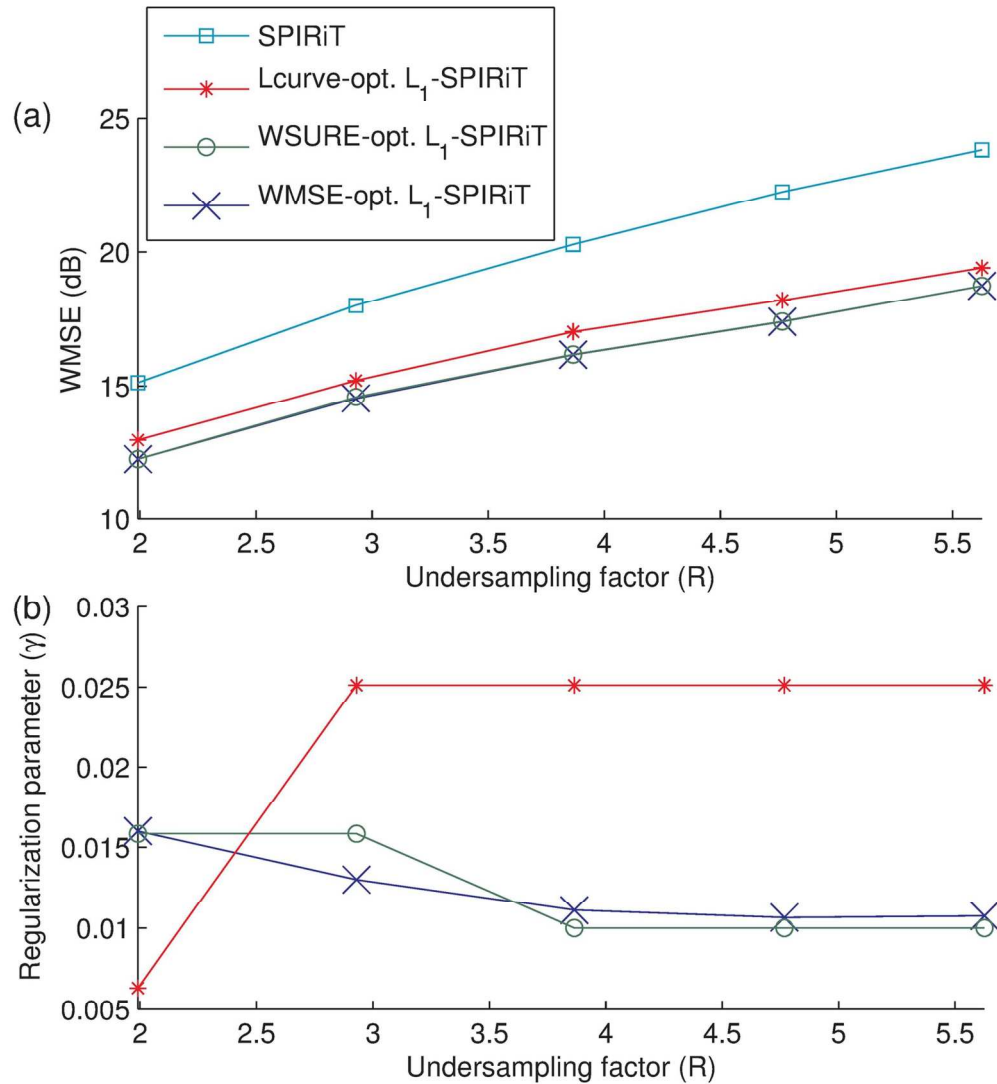 SPIRiT
Lcurve-opt. L1-SPIRiT
WSURE-opt. L1-SPIRiT
WMSE-opt. L1-SPIRiT
(a)
25
20
15
10
WMSE (dB)
2 2.5 3 3.5 4 4.5 5 5.5
Undersampling factor (R)
(b)
0.03
0.025
0.02
0.015
0.01
0.005
Regularization parameter (γ)
2 2.5 3 3.5 4 4.5 5 5.5
Undersampling factor (R)